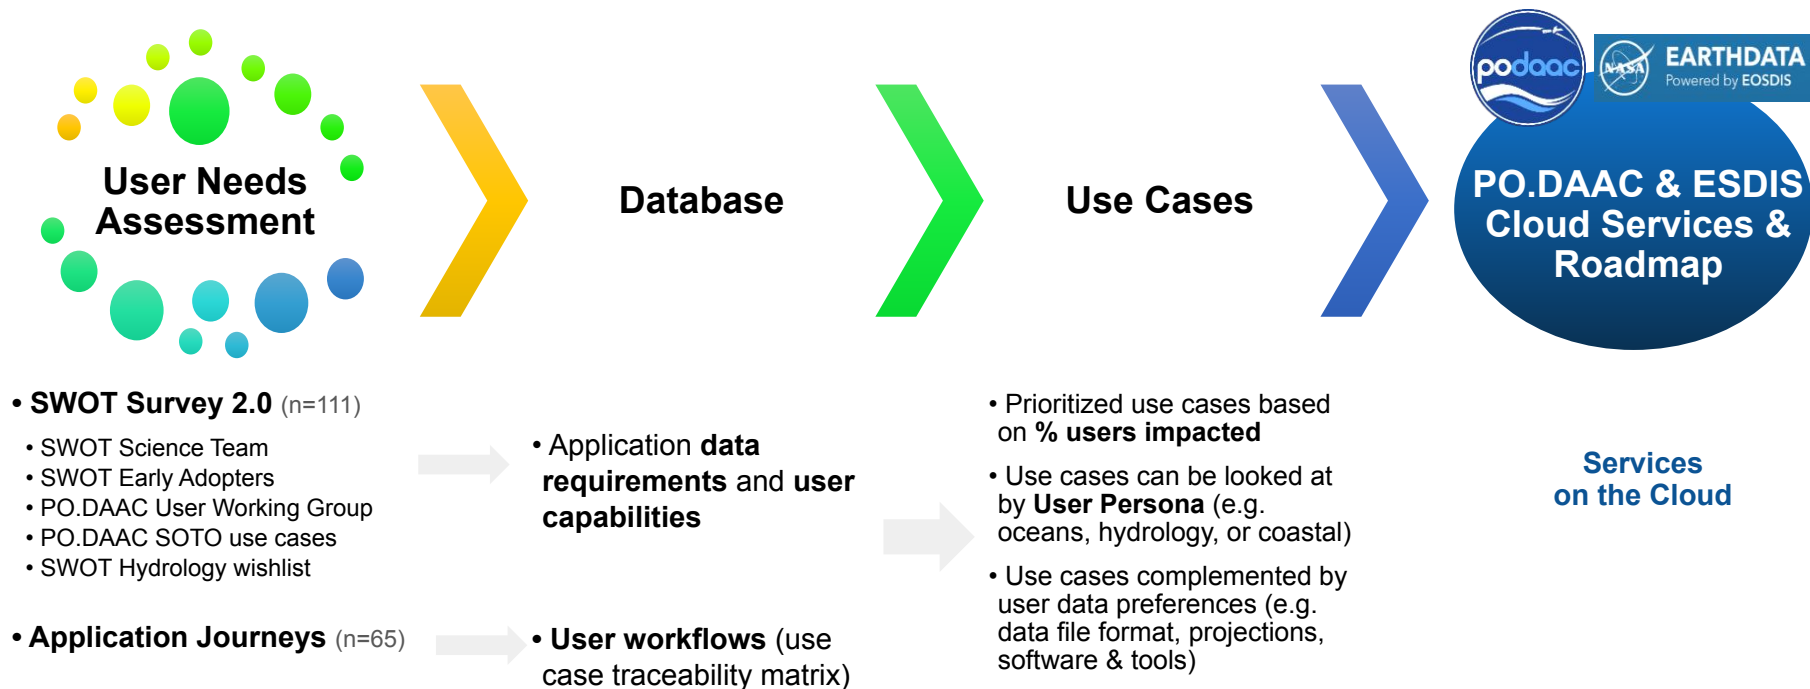 podaac
NASA
EARTHDATA
Powered by EOSDIS
User Needs
Assessment
Database
Use Cases
PO.DAAC & ESDIS
Cloud Services &
Roadmap
• SWOT Survey 2.0 (n=111)
• SWOT Science Team
• SWOT Early Adopters
• PO.DAAC User Working Group
• PO.DAAC SOTO use cases
• SWOT Hydrology wishlist
• Application Journeys (n=65)
• Application data
requirements and user
capabilities
• User workflows (use
case traceability matrix)
• Prioritized use cases based
on % users impacted
• Use cases can be looked at
by User Persona (e.g.
oceans, hydrology, or coastal)
• Use cases complemented by
user data preferences (e.g.
data file format, projections,
software & tools)
Services
on the Cloud